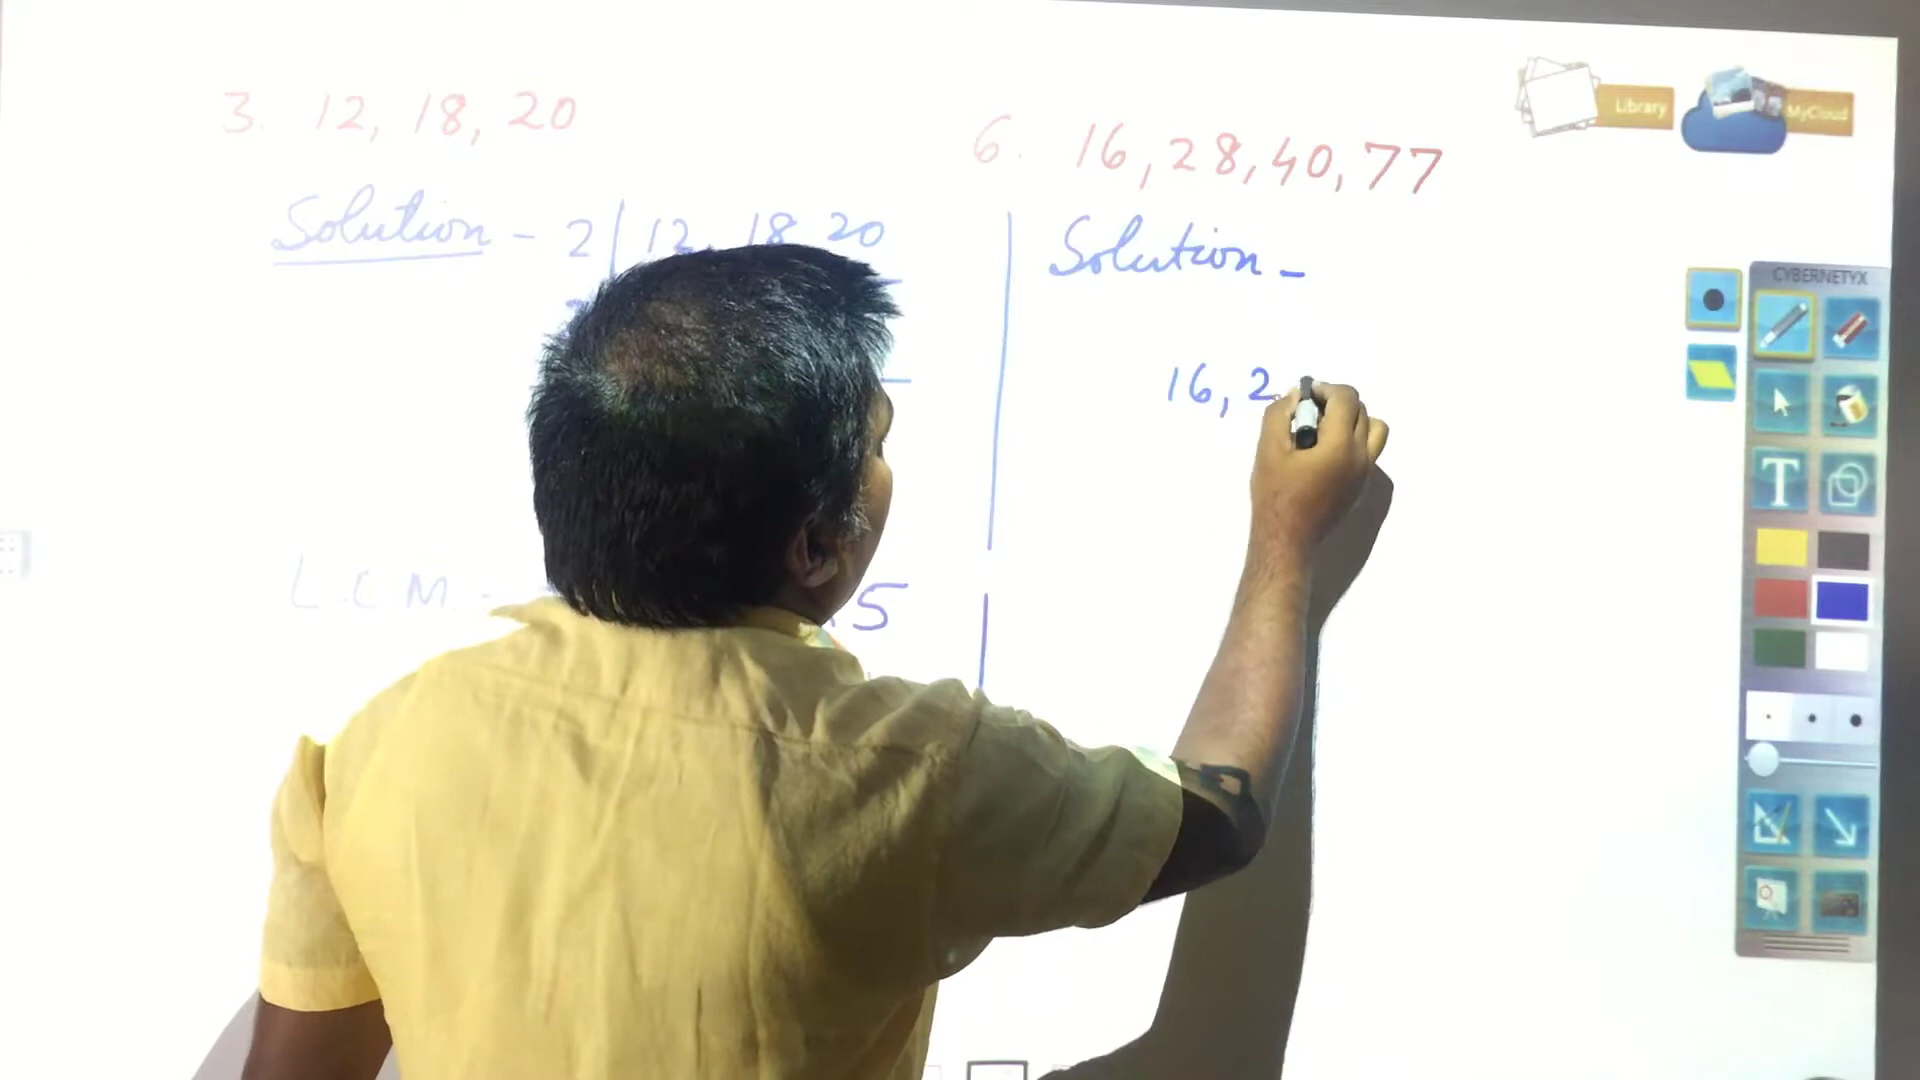 3. 12, 18, 20
Solution - 2 | 12, 18 20
L.C.M. - 5
6. 16, 28, 40, 77
Solution -
16, 2
Library
MyCloud
CYBERNETYX
T